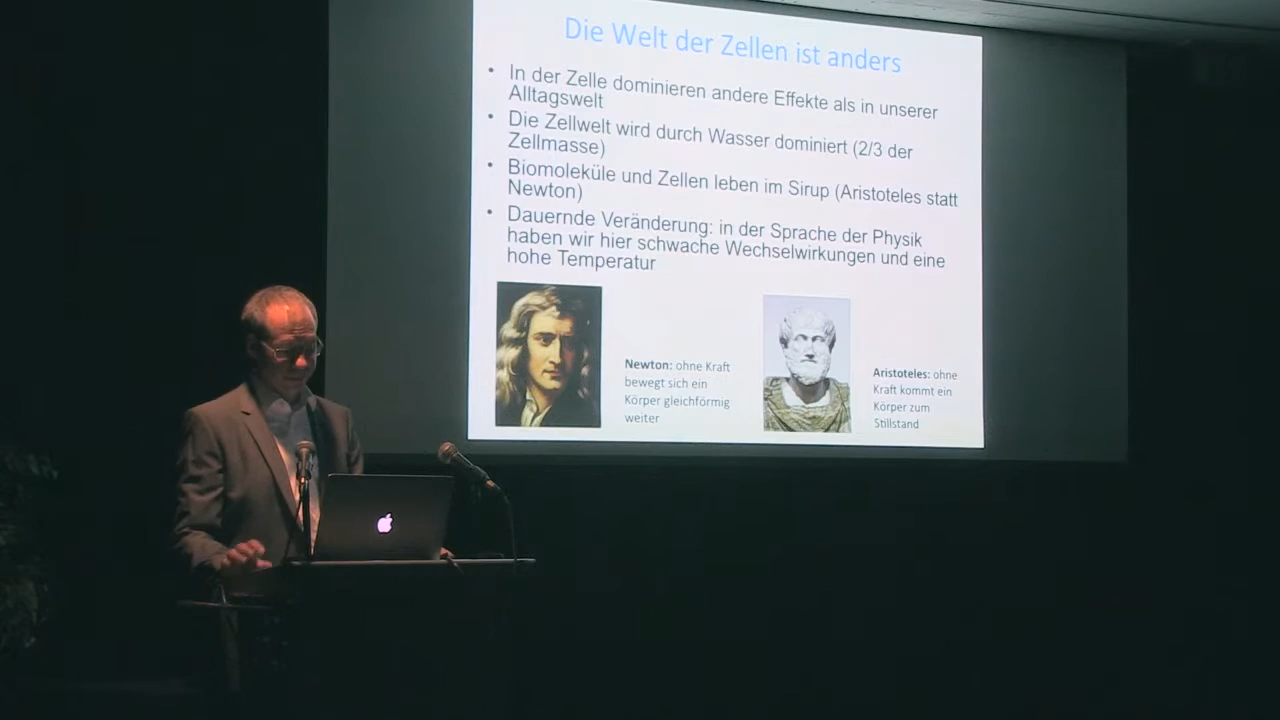 Die Welt der Zellen ist anders
• In der Zelle dominieren andere Effekte als in unserer
Alltagswelt
• Die Zellwelt wird durch Wasser dominiert (2/3 der
Zellmasse)
• Biomoleküle und Zellen leben im Sirup (Aristoteles statt
Newton)
• Dauernde Veränderung: in der Sprache der Physik
haben wir hier schwache Wechselwirkungen und eine
hohe Temperatur
Newton: ohne Kraft
bewegt sich ein
Körper gleichförmig
weiter
Aristoteles: ohne
Kraft kommt ein
Körper zum
Stillstand